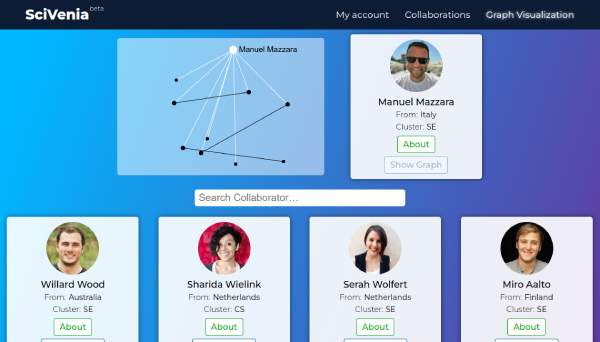 SciVenia beta
My account Collaborations Graph Visualization
Manuel Mazzara
Manuel Mazzara
From: Italy
Cluster: SE
About
Show Graph
Search Collaborator...
Willard Wood
From: Australia
Cluster: SE
About
Sharida Wielink
From: Netherlands
Cluster: CS
About
Serah Wolfert
From: Netherlands
Cluster: SE
About
Miro Aalto
From: Finland
Cluster: SE
About